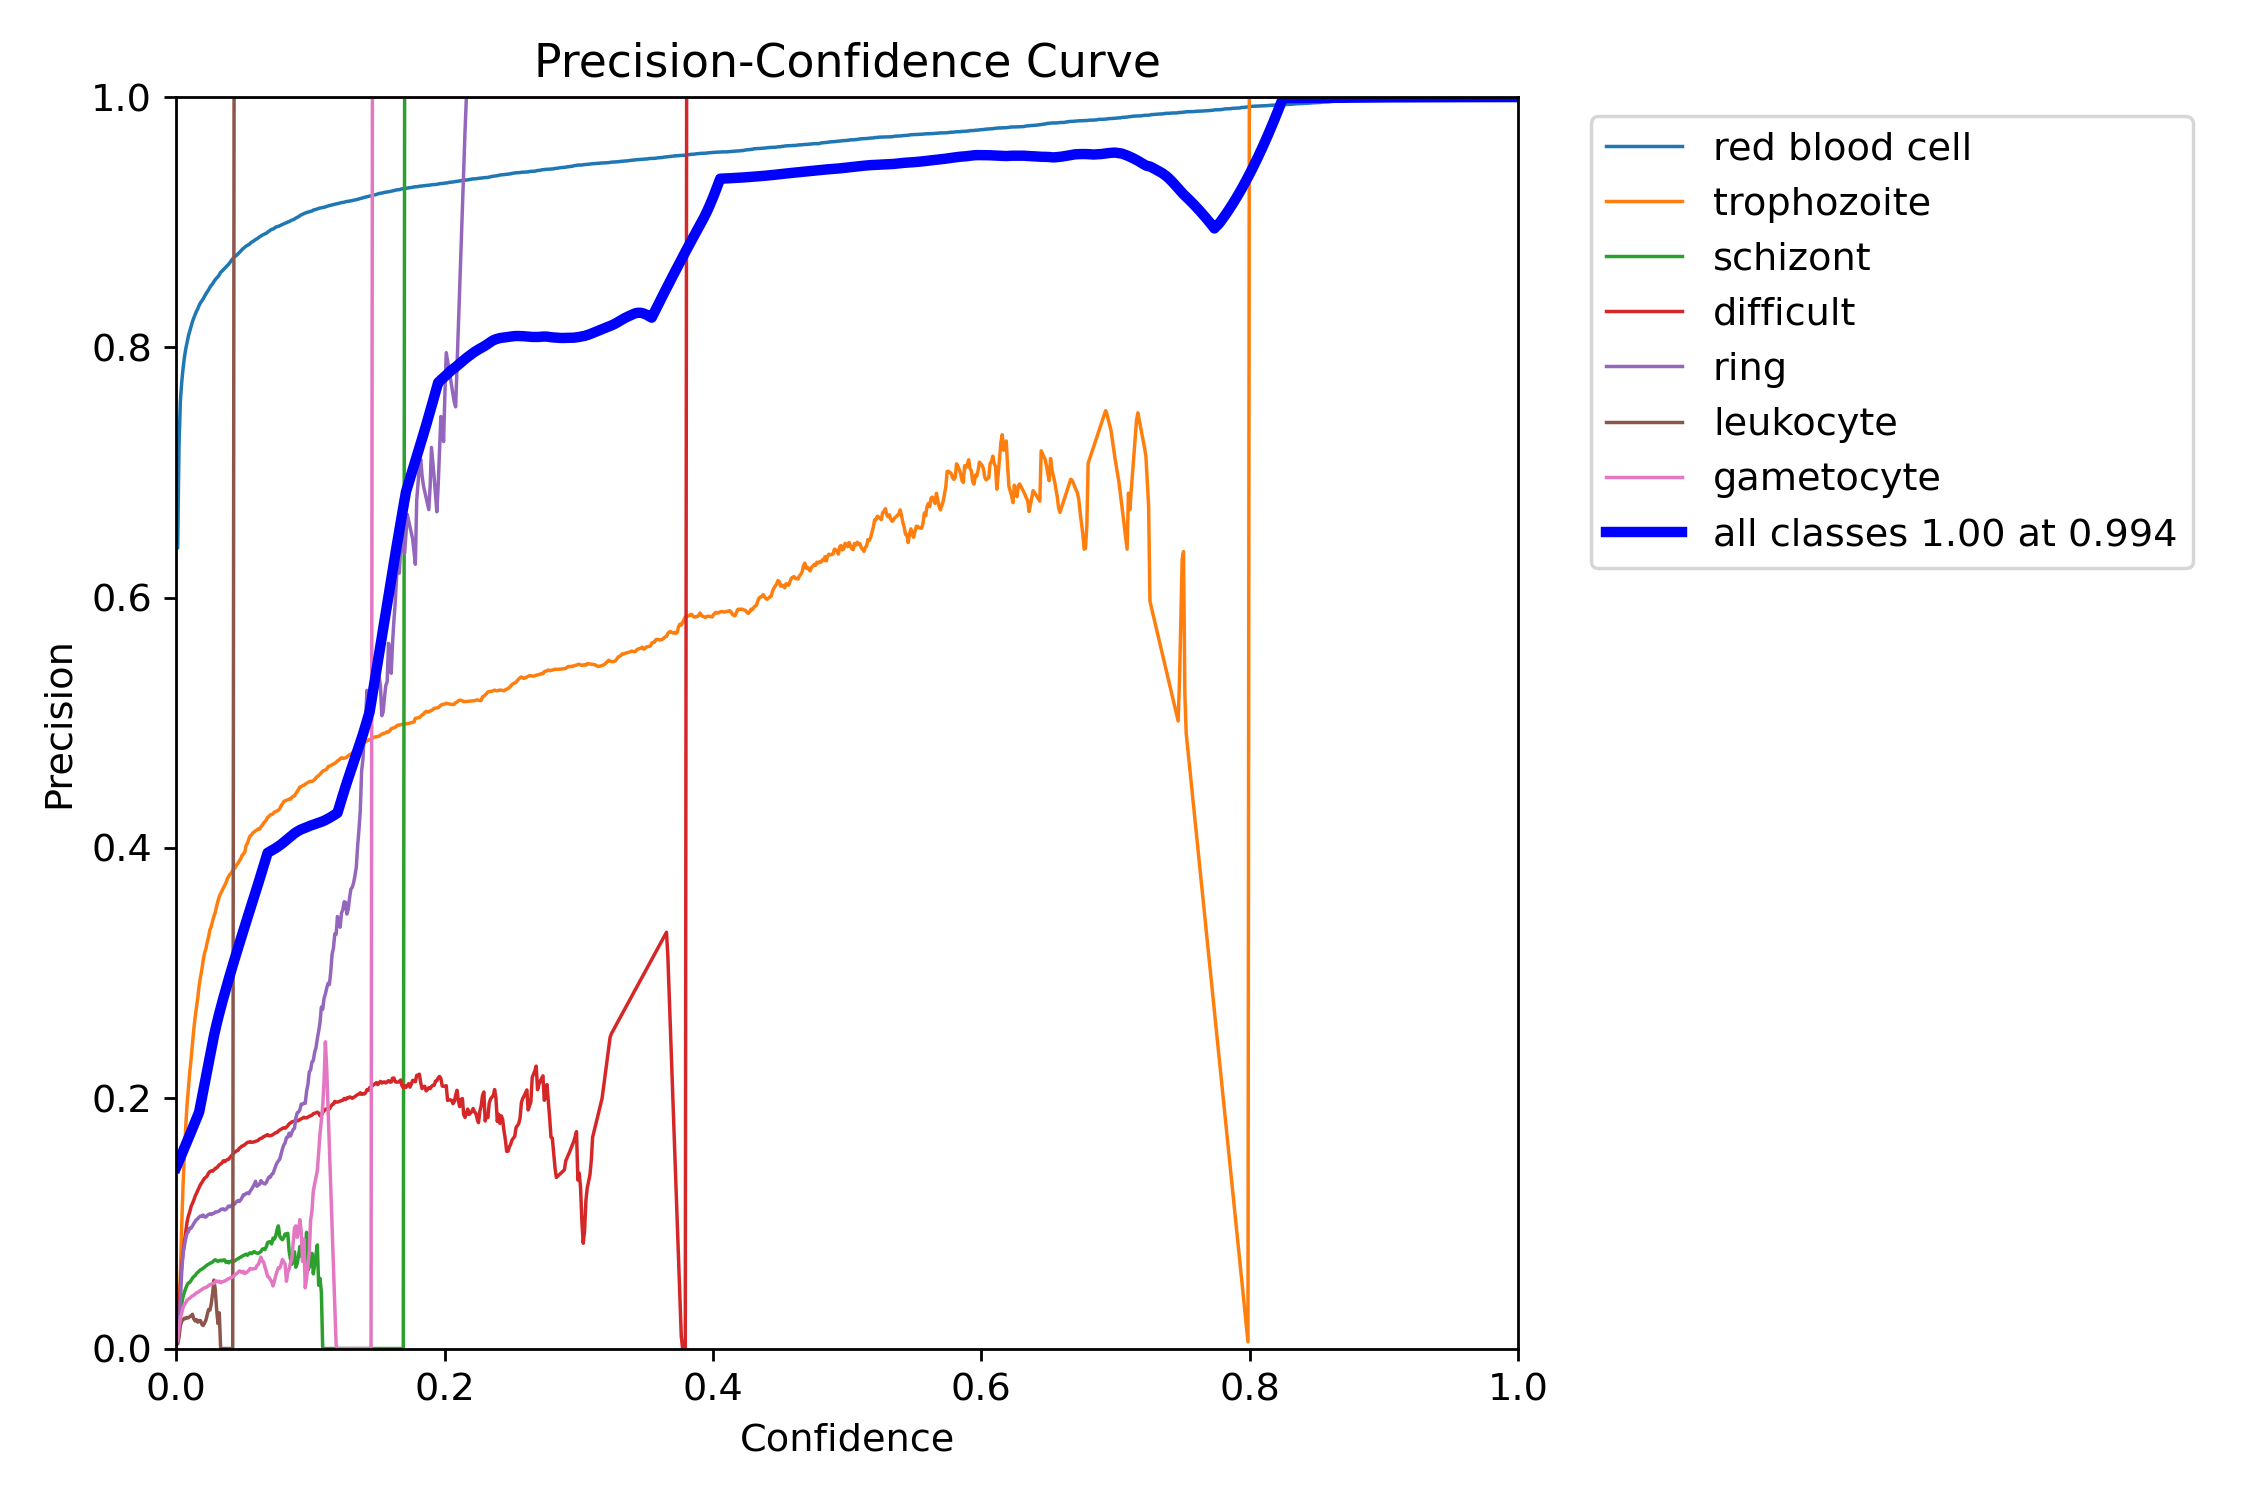 Precision-Confidence Curve
1.0
0.8
0.6
0.4
0.2
0.0
Precision
0.0 0.2 0.4 0.6 0.8 1.0
Confidence
red blood cell
trophozoite
schizont
difficult
ring
leukocyte
gametocyte
all classes 1.00 at 0.994